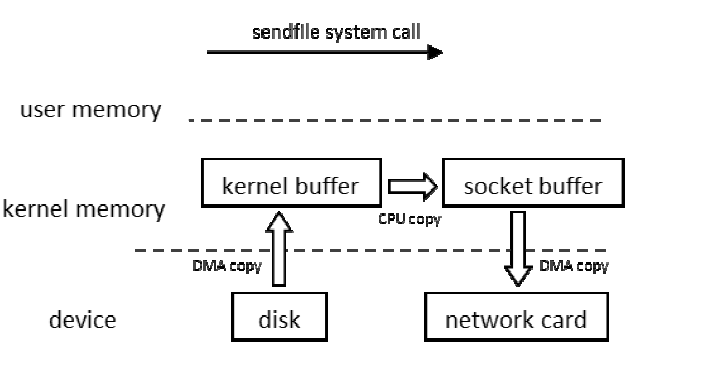 sendfile system call
user memory
kernel buffer
socket buffer
kernel memory
CPU copy
DMA copy
DMA copy
device
disk
network card